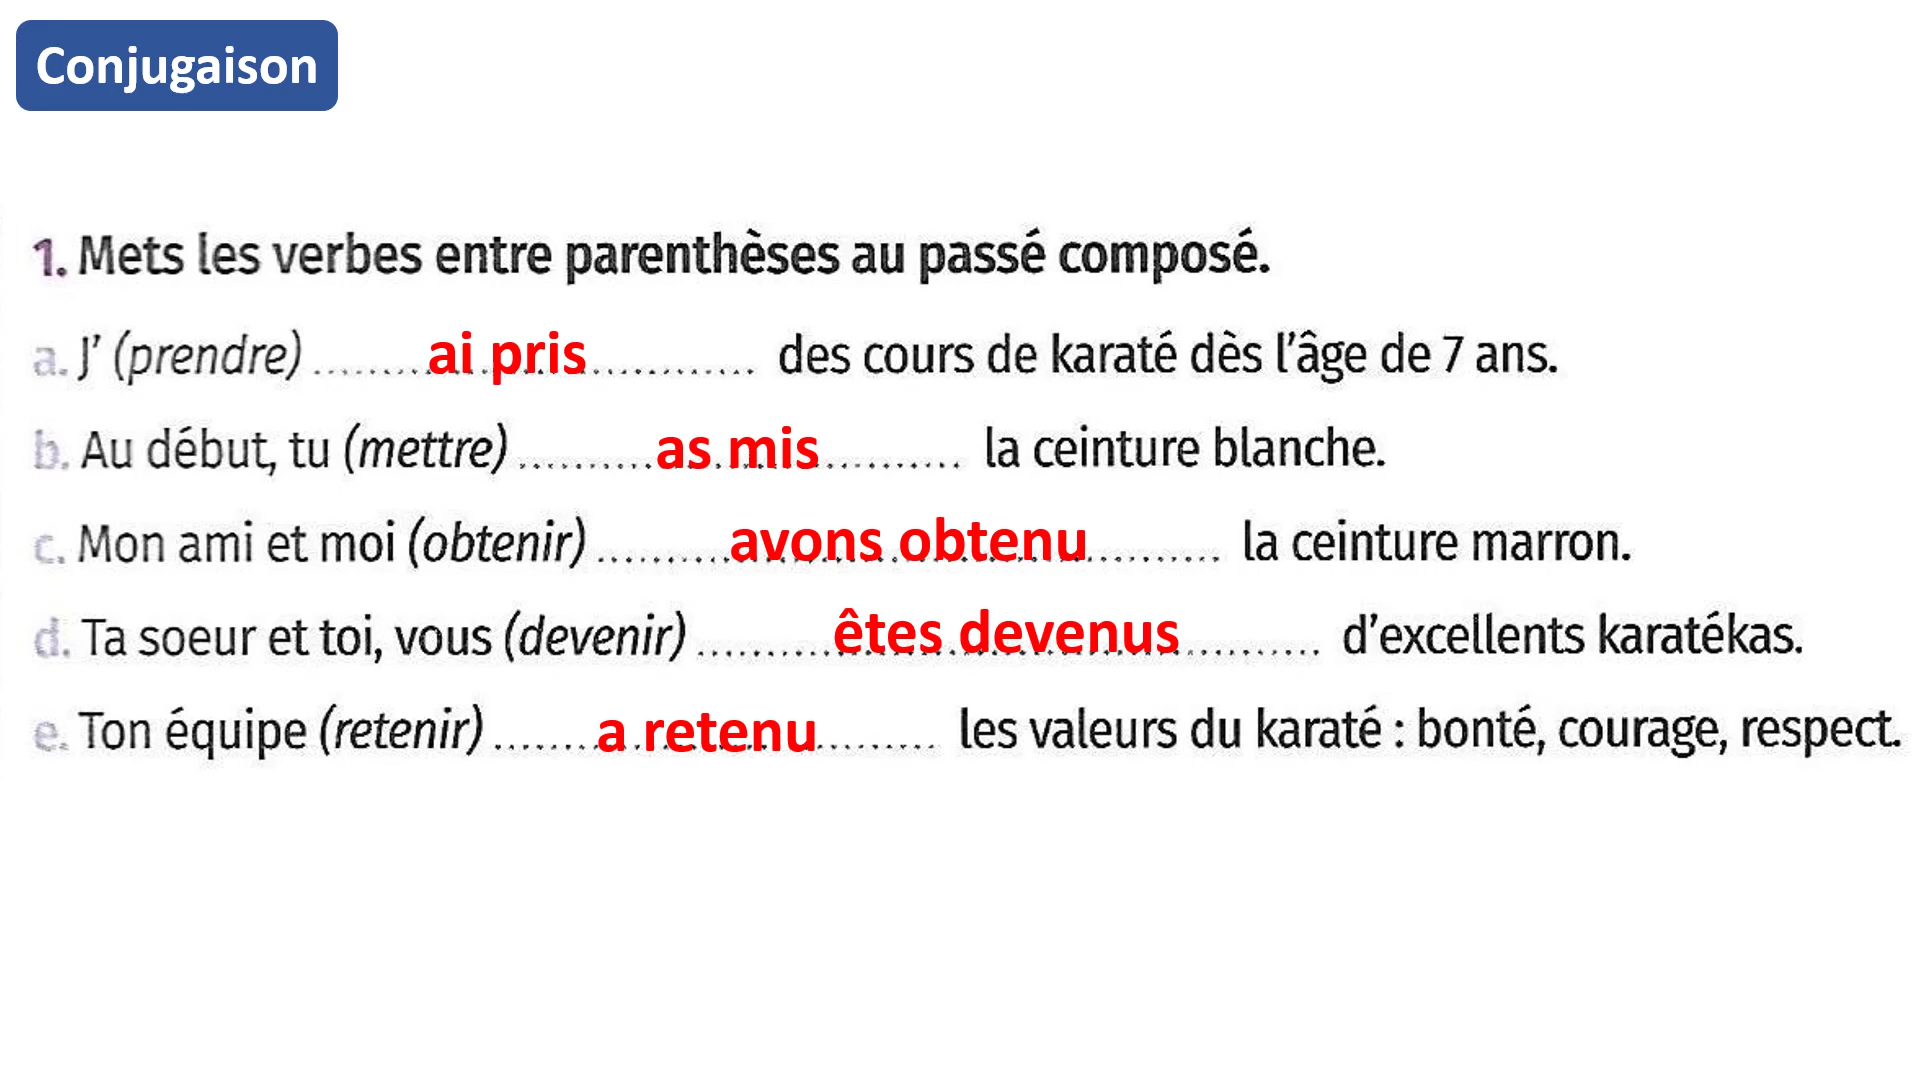 Conjugaison
1. Mets les verbes entre parenthèses au passé composé.
a. J' (prendre) ........ ai pris ............ des cours de karaté dès l'âge de 7 ans.
b. Au début, tu (mettre) .......... as mis .......... la ceinture blanche.
c. Mon ami et moi (obtenir) .......... avons obtenu .......... la ceinture marron.
d. Ta soeur et toi, vous (devenir) .......... êtes devenus .......... d'excellents karatékas.
e. Ton équipe (retenir) ........ a retenu ......... les valeurs du karaté : bonté, courage, respect.